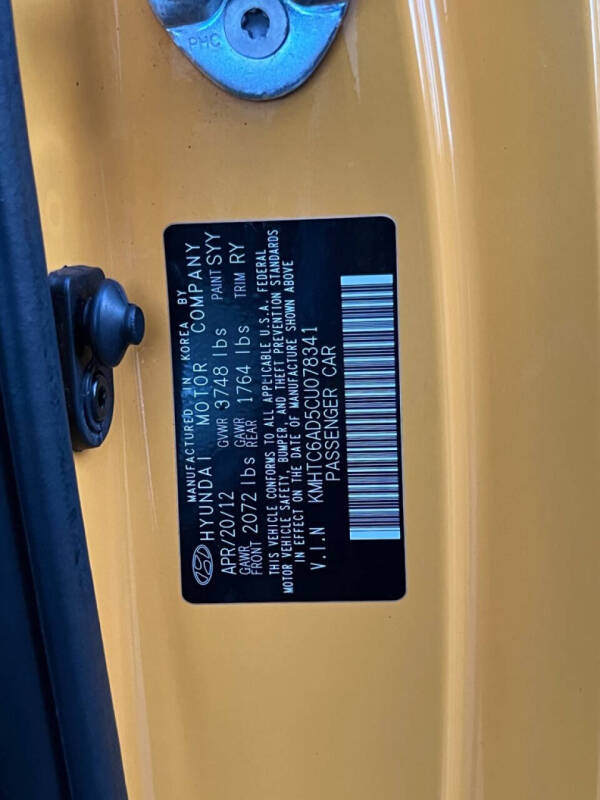 PHC
MANUFACTURED IN KOREA BY
HYUNDAI MOTOR COMPANY
APR/20/12 GVWR 3748 lbs PAINT SYY
GAWR FRONT 2072 lbs GAWR REAR 1764 lbs TRIM RY
THIS VEHICLE CONFORMS TO ALL APPLICABLE U.S.A. FEDERAL
MOTOR VEHICLE SAFETY, BUMPER, AND THEFT PREVENTION STANDARDS
IN EFFECT ON THE DATE OF MANUFACTURE SHOWN ABOVE
V.I.N KMHTC6AD5CU078341
PASSENGER CAR